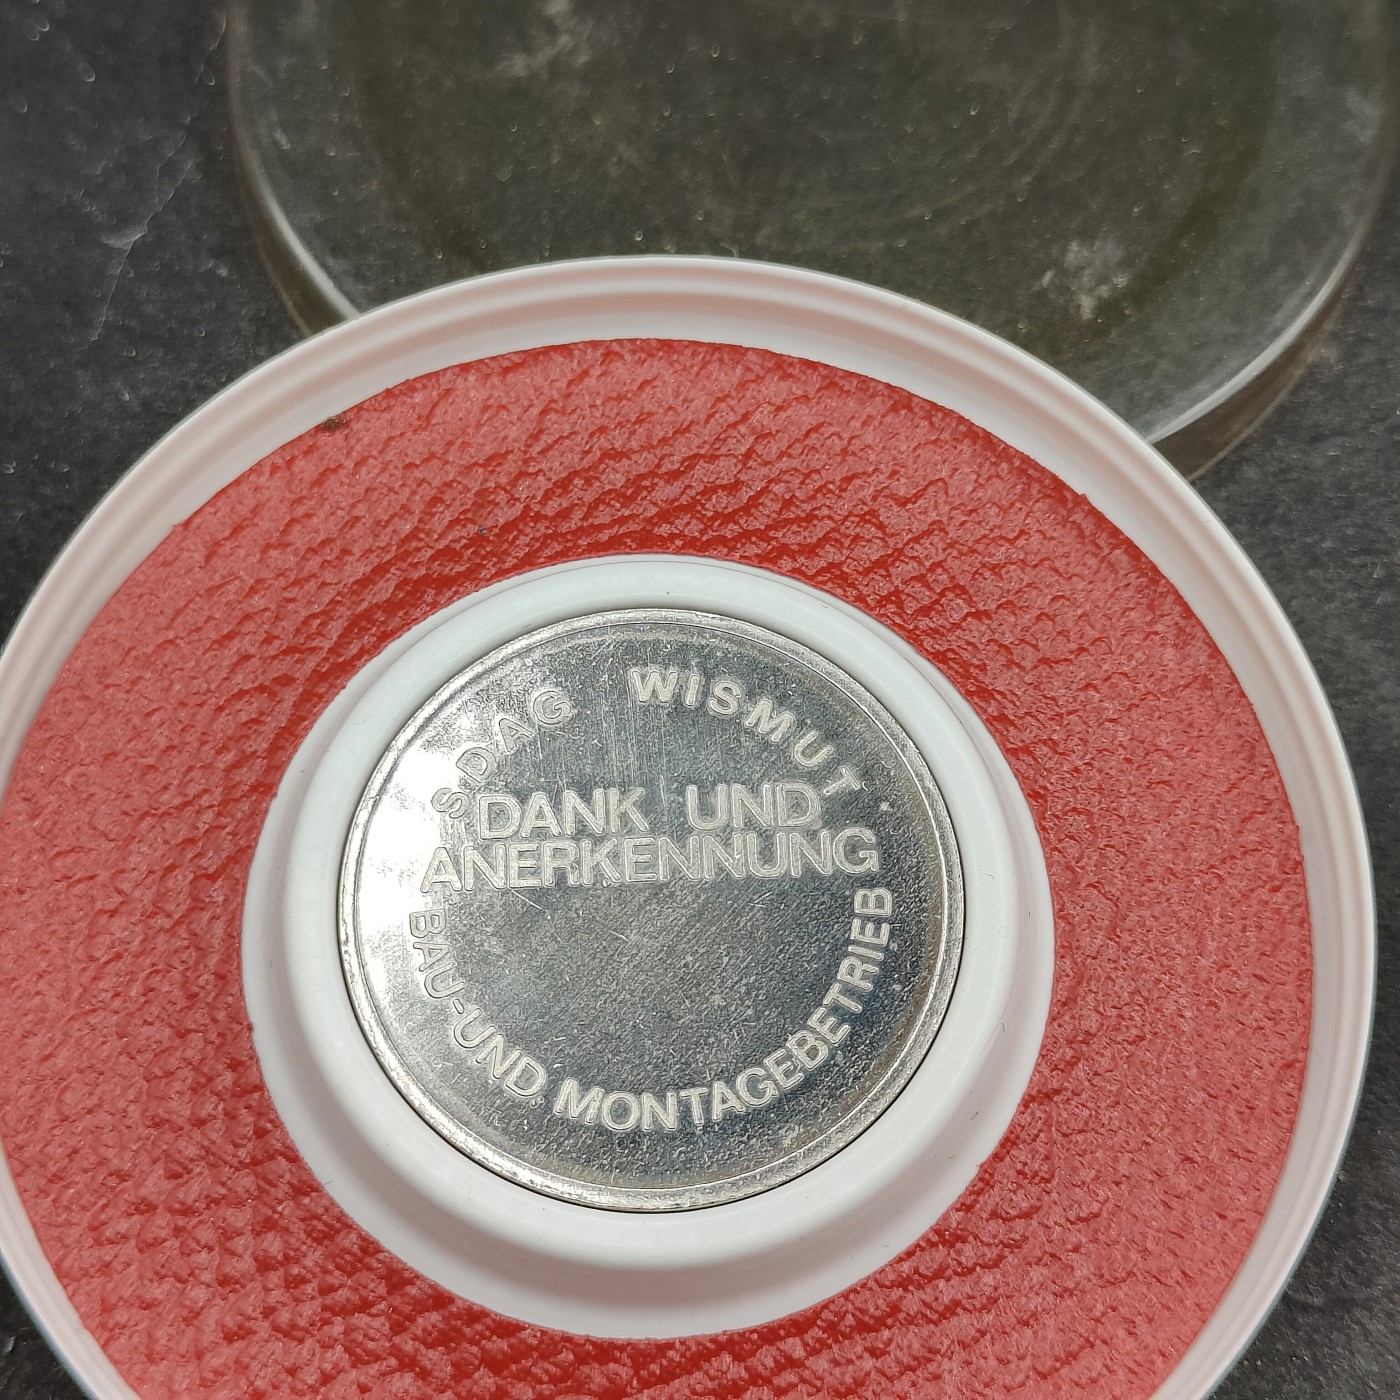 SDAG WISMUT
DANK UND
ANERKENNUNG
BAU-UND MONTAGEBETRIEB